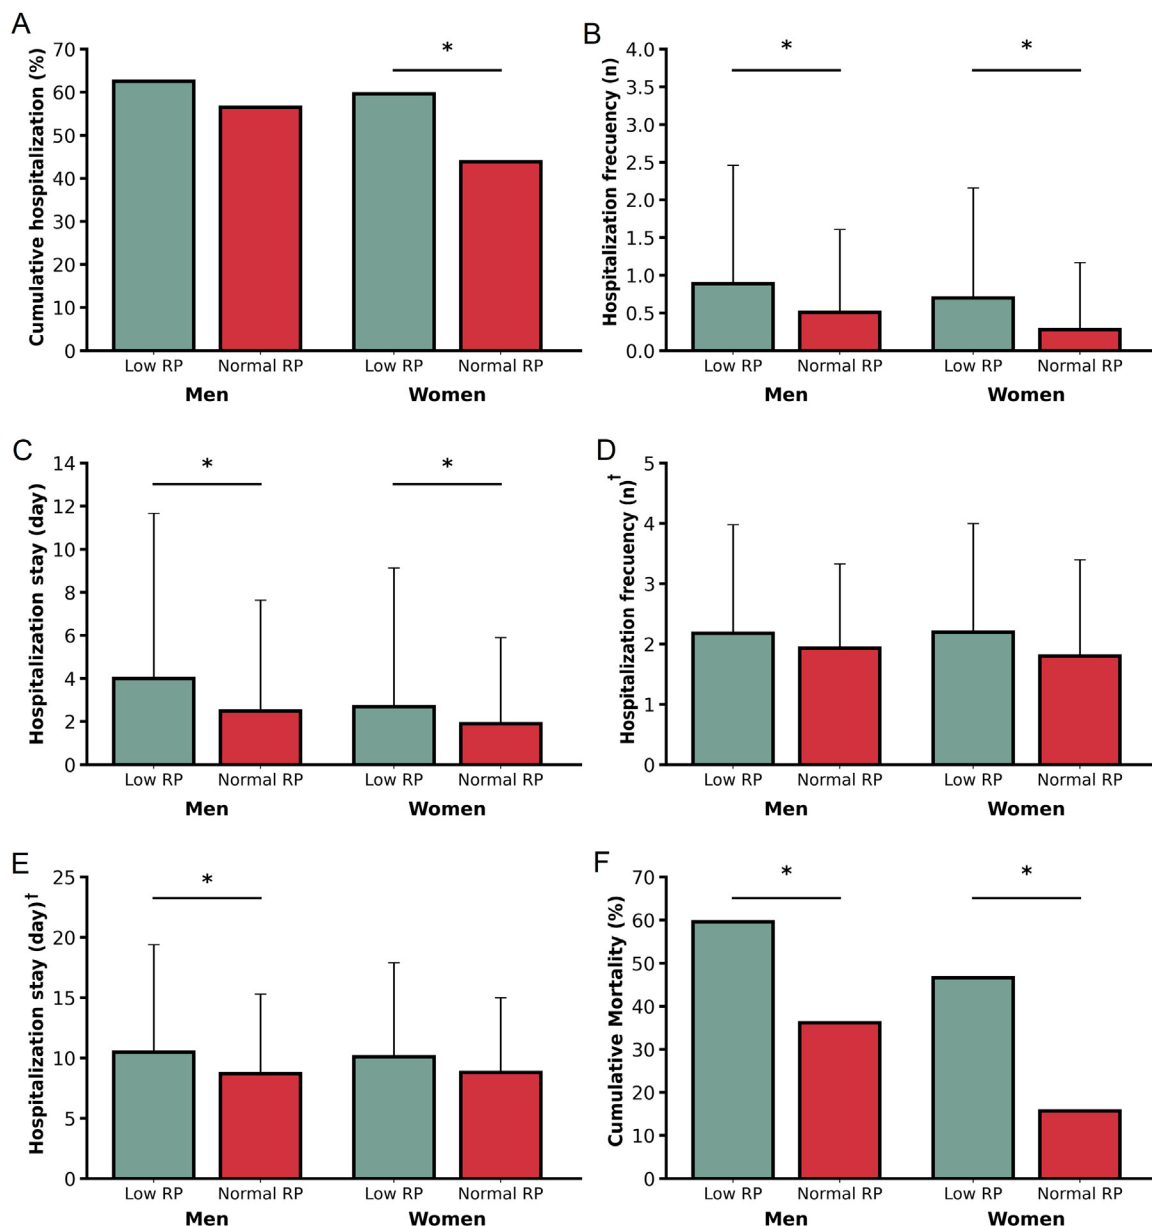 A
Cumulative hospitalization (%)
70
60
50
40
30
20
10
0
*
Low RP
Normal RP
Low RP
Normal RP
Men
Women
B
Hospitalization frecuency (n)
4.0
3.5
3.0
2.5
2.0
1.5
1.0
0.5
0.0
*
*
Low RP
Normal RP
Low RP
Normal RP
Men
Women
C
Hospitalization stay (day)
14
12
10
8
6
4
2
0
*
*
Low RP
Normal RP
Low RP
Normal RP
Men
Women
D
Hospitalization frecuency (n)†
5
4
3
2
1
0
Low RP
Normal RP
Low RP
Normal RP
Men
Women
E
Hospitalization stay (day)†
25
20
15
10
5
0
*
Low RP
Normal RP
Low RP
Normal RP
Men
Women
F
Cumulative Mortality (%)
70
60
50
40
30
20
10
0
*
*
Low RP
Normal RP
Low RP
Normal RP
Men
Women